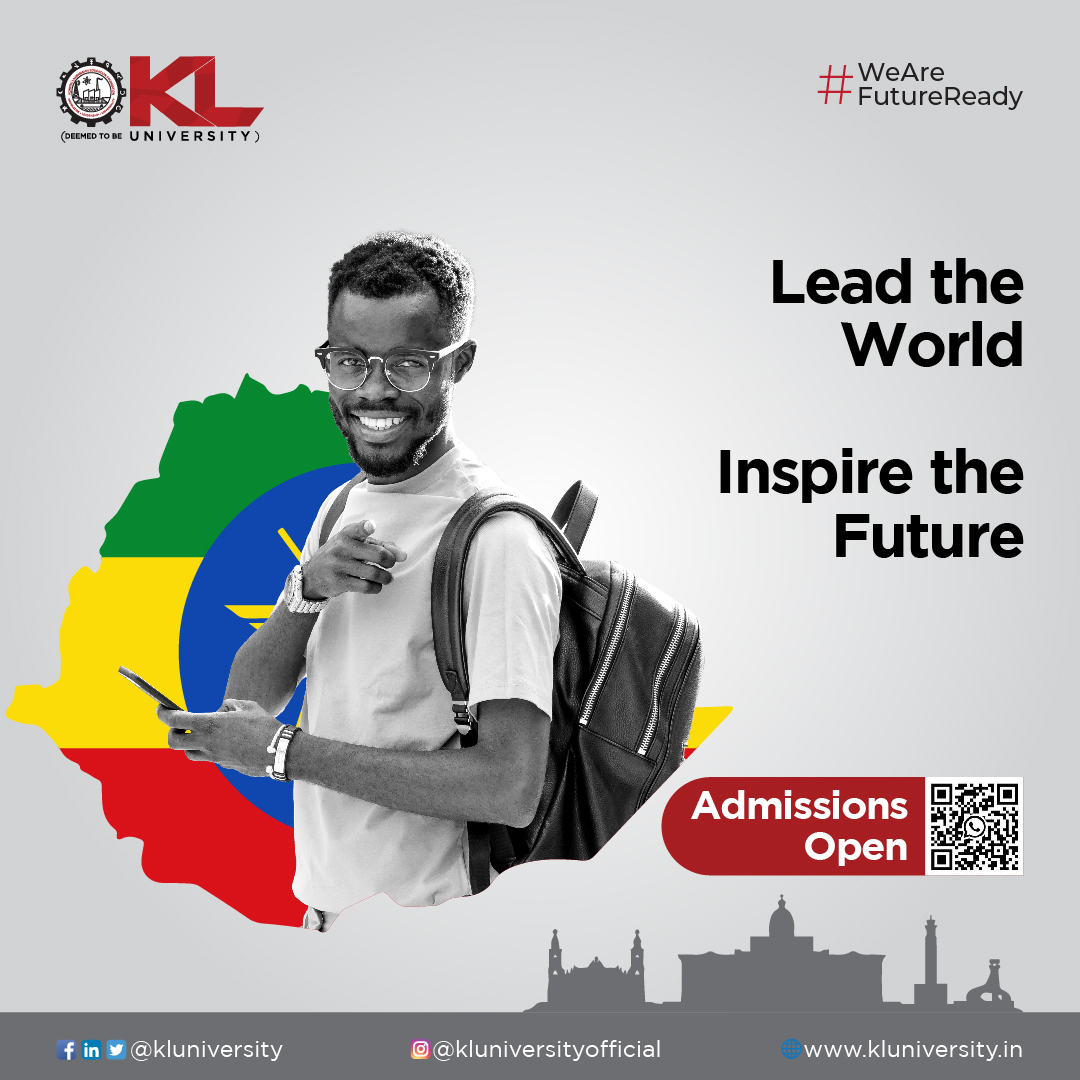 KL
(DEEMED TO BE UNIVERSITY)
#WeAre
FutureReady
Lead the
World
Inspire the
Future
Admissions
Open
@kluniversity
@kluniversityofficial
www.kluniversity.in